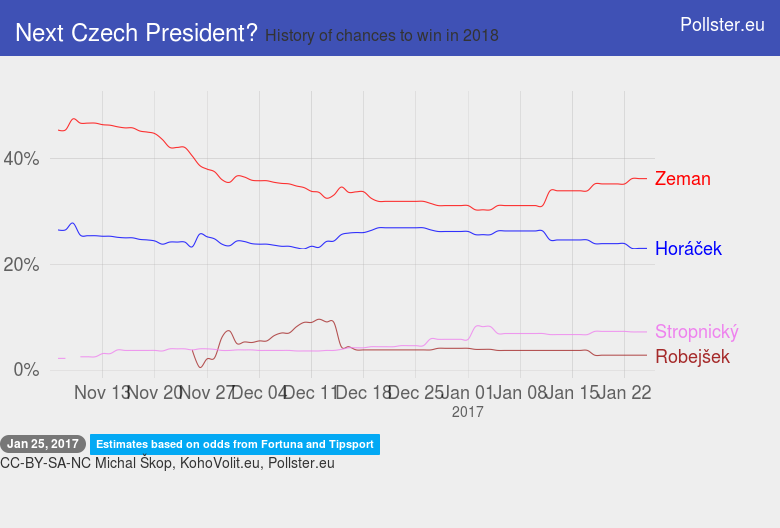 Next Czech President? History of chances to win in 2018
Pollster.eu
40%
20%
0%
Zeman
Horáček
Stropnický
Robejšek
Nov 13 Nov 20 Nov 27 Dec 04 Dec 11 Dec 18 Dec 25 Jan 01 Jan 08 Jan 15 Jan 22
2017
Jan 25, 2017 Estimates based on odds from Fortuna and Tipsport
CC-BY-SA-NC Michal Škop, KohoVolit.eu, Pollster.eu